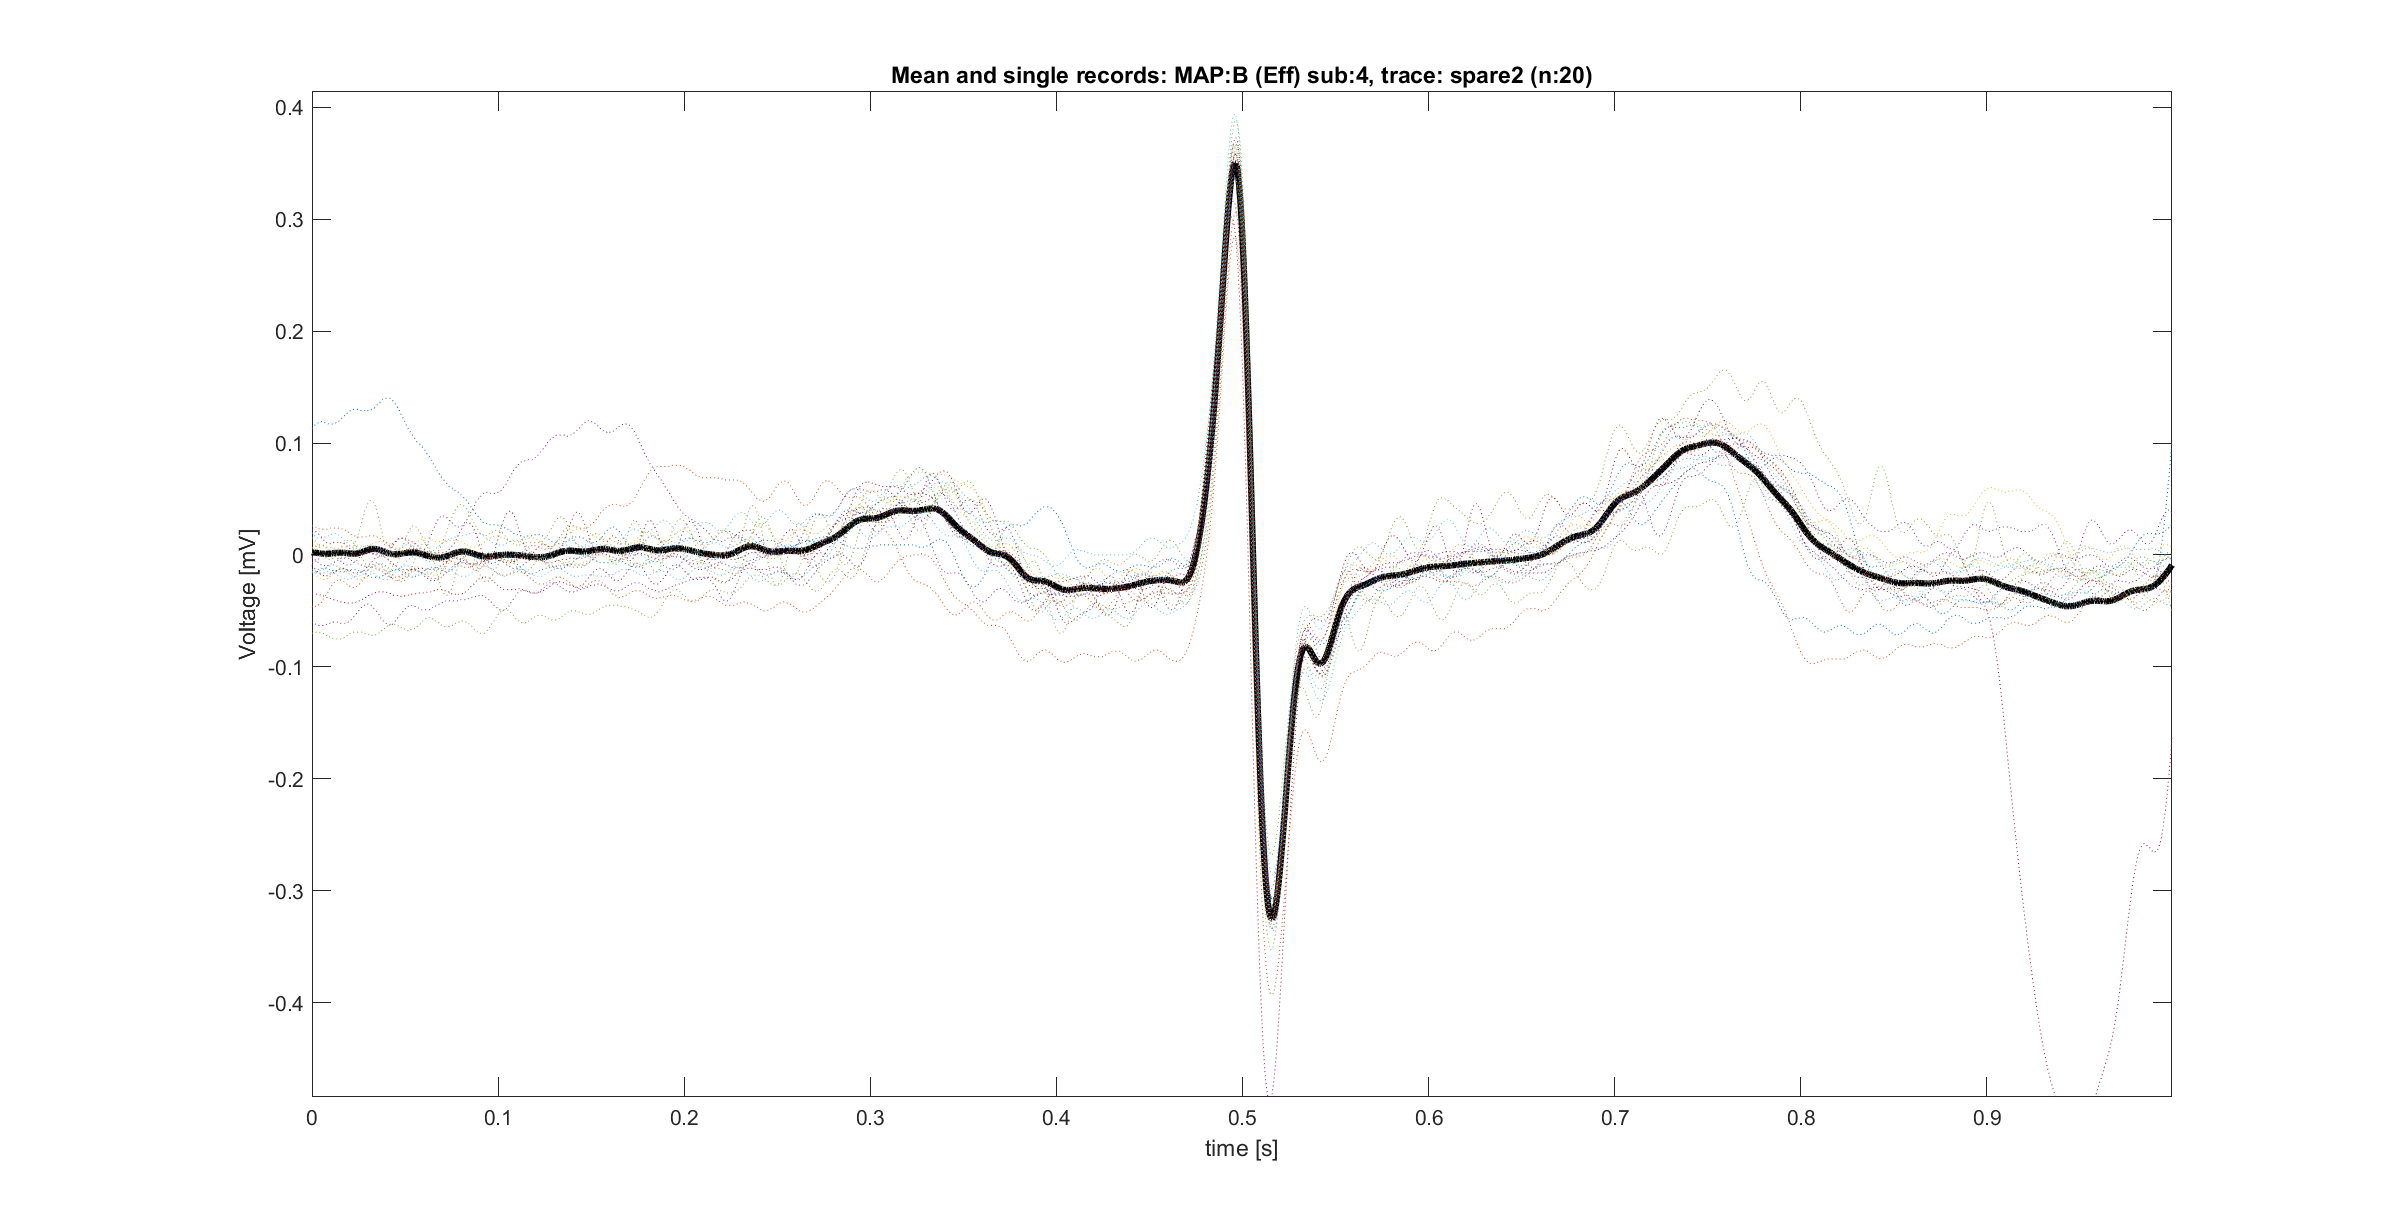 Mean and single records: MAP:B (Eff) sub:4, trace: spare2 (n:20)
0.4
0.3
0.2
0.1
0
-0.1
-0.2
-0.3
-0.4
Voltage [mV]
0 0.1 0.2 0.3 0.4 0.5 0.6 0.7 0.8 0.9
time [s]